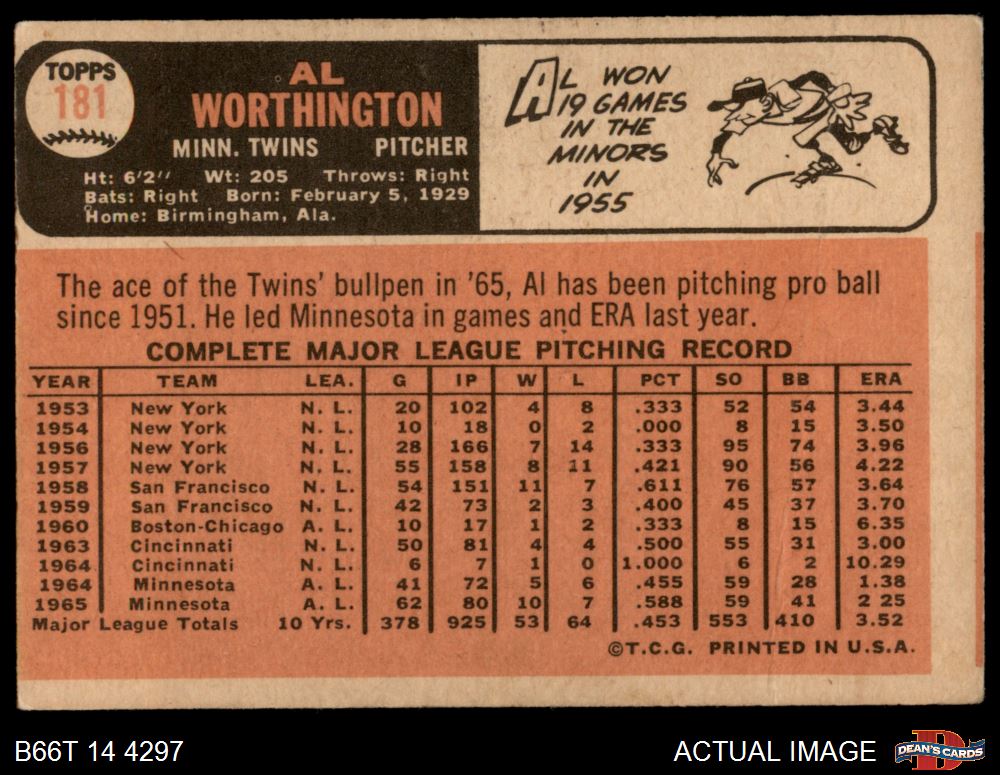 TOPPS
181
AL
WORTHINGTON
MINN. TWINS PITCHER
Ht: 6'2" Wt: 205 Throws: Right
Bats: Right Born: February 5, 1929
Home: Birmingham, Ala.
AL WON
19 GAMES
IN THE
MINORS
IN
1955
The ace of the Twins' bullpen in '65, Al has been pitching pro ball
since 1951. He led Minnesota in games and ERA last year.
COMPLETE MAJOR LEAGUE PITCHING RECORD
YEAR TEAM LEA. G IP W L PCT SO BB ERA
1953 New York N. L. 20 102 4 8 .333 52 54 3.44
1954 New York N. L. 10 18 0 2 .000 8 15 3.50
1956 New York N. L. 28 166 7 14 .333 95 74 3.96
1957 New York N. L. 55 158 8 11 .421 90 56 4.22
1958 San Francisco N. L. 54 151 11 7 .611 76 57 3.64
1959 San Francisco N. L. 42 73 2 3 .400 45 37 3.70
1960 Boston-Chicago A. L. 10 17 1 2 .333 8 15 6.35
1963 Cincinnati N. L. 50 81 4 4 .500 55 31 3.00
1964 Cincinnati N. L. 6 7 1 0 1.000 6 2 10.29
1964 Minnesota A. L. 41 72 5 6 .455 59 28 1.38
1965 Minnesota A. L. 62 80 10 7 .588 59 41 2 25
Major League Totals 10 Yrs. 378 925 53 64 .453 553 410 3.52
©T.C.G. PRINTED IN U.S.A.
B66T 14 4297 ACTUAL IMAGE DEAN'S CARDS